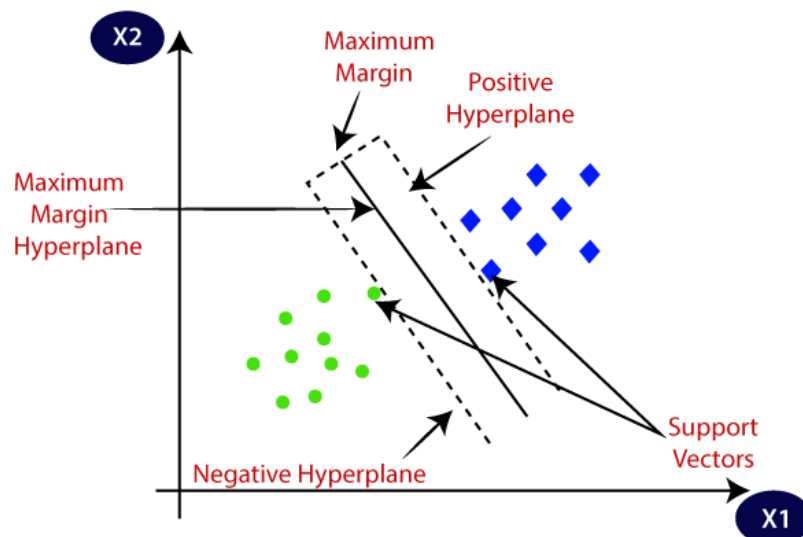 X2
Maximum
Margin
Positive
Hyperplane
Maximum
Margin
Hyperplane
Support
Vectors
Negative Hyperplane
X1